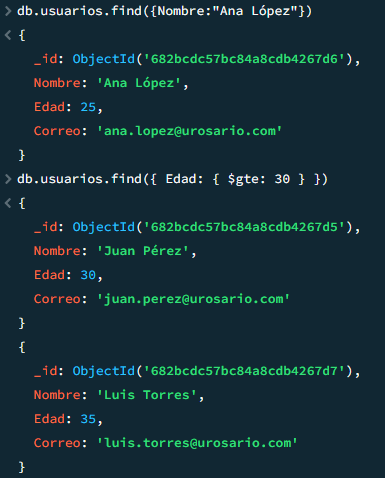 > db.usuarios.find({Nombre:"Ana López"})
< {
_id: ObjectId('682bcdc57bc84a8cdb4267d6'),
Nombre: 'Ana López',
Edad: 25,
Correo: 'ana.lopez@urosario.com'
}
> db.usuarios.find({ Edad: { $gte: 30 } })
< {
_id: ObjectId('682bcdc57bc84a8cdb4267d5'),
Nombre: 'Juan Pérez',
Edad: 30,
Correo: 'juan.perez@urosario.com'
}
{
_id: ObjectId('682bcdc57bc84a8cdb4267d7'),
Nombre: 'Luis Torres',
Edad: 35,
Correo: 'luis.torres@urosario.com'
}